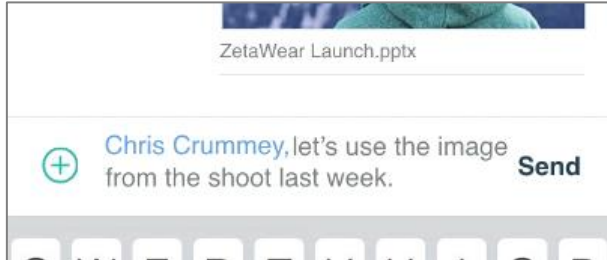 ZetaWear Launch.pptx
Chris Crummey, let's use the image
from the shoot last week.
Send